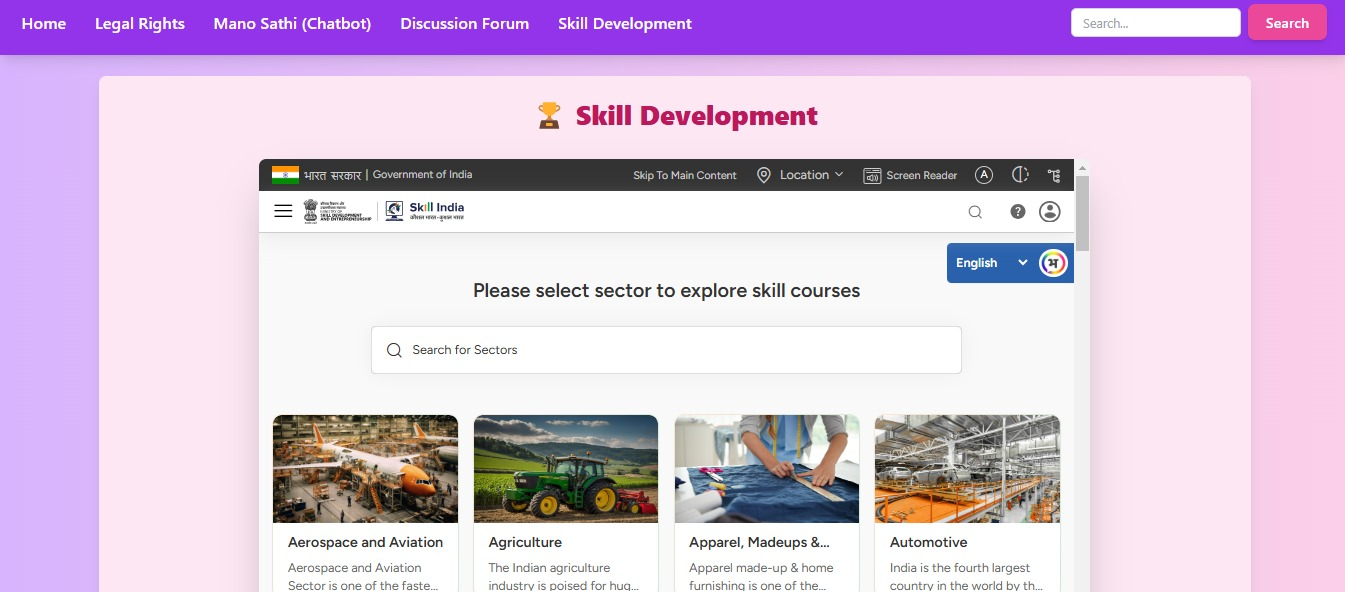 Home Legal Rights Mano Sathi (Chatbot) Discussion Forum Skill Development Search... Search
🏆 Skill Development
भारत सरकार | Government of India Skip To Main Content Location Screen Reader A
SKILL DEVELOPMENT
AND ENTREPRENEURSHIP
Skill India
कौशल भारत-कुशल भारत
English
Please select sector to explore skill courses
Search for Sectors
Aerospace and Aviation Agriculture Apparel, Madeups &... Automotive
Aerospace and Aviation The Indian agriculture Apparel made-up & home India is the fourth largest
Sector is one of the faste... industry is poised for hug... furnishing is one of the... country in the world by th...